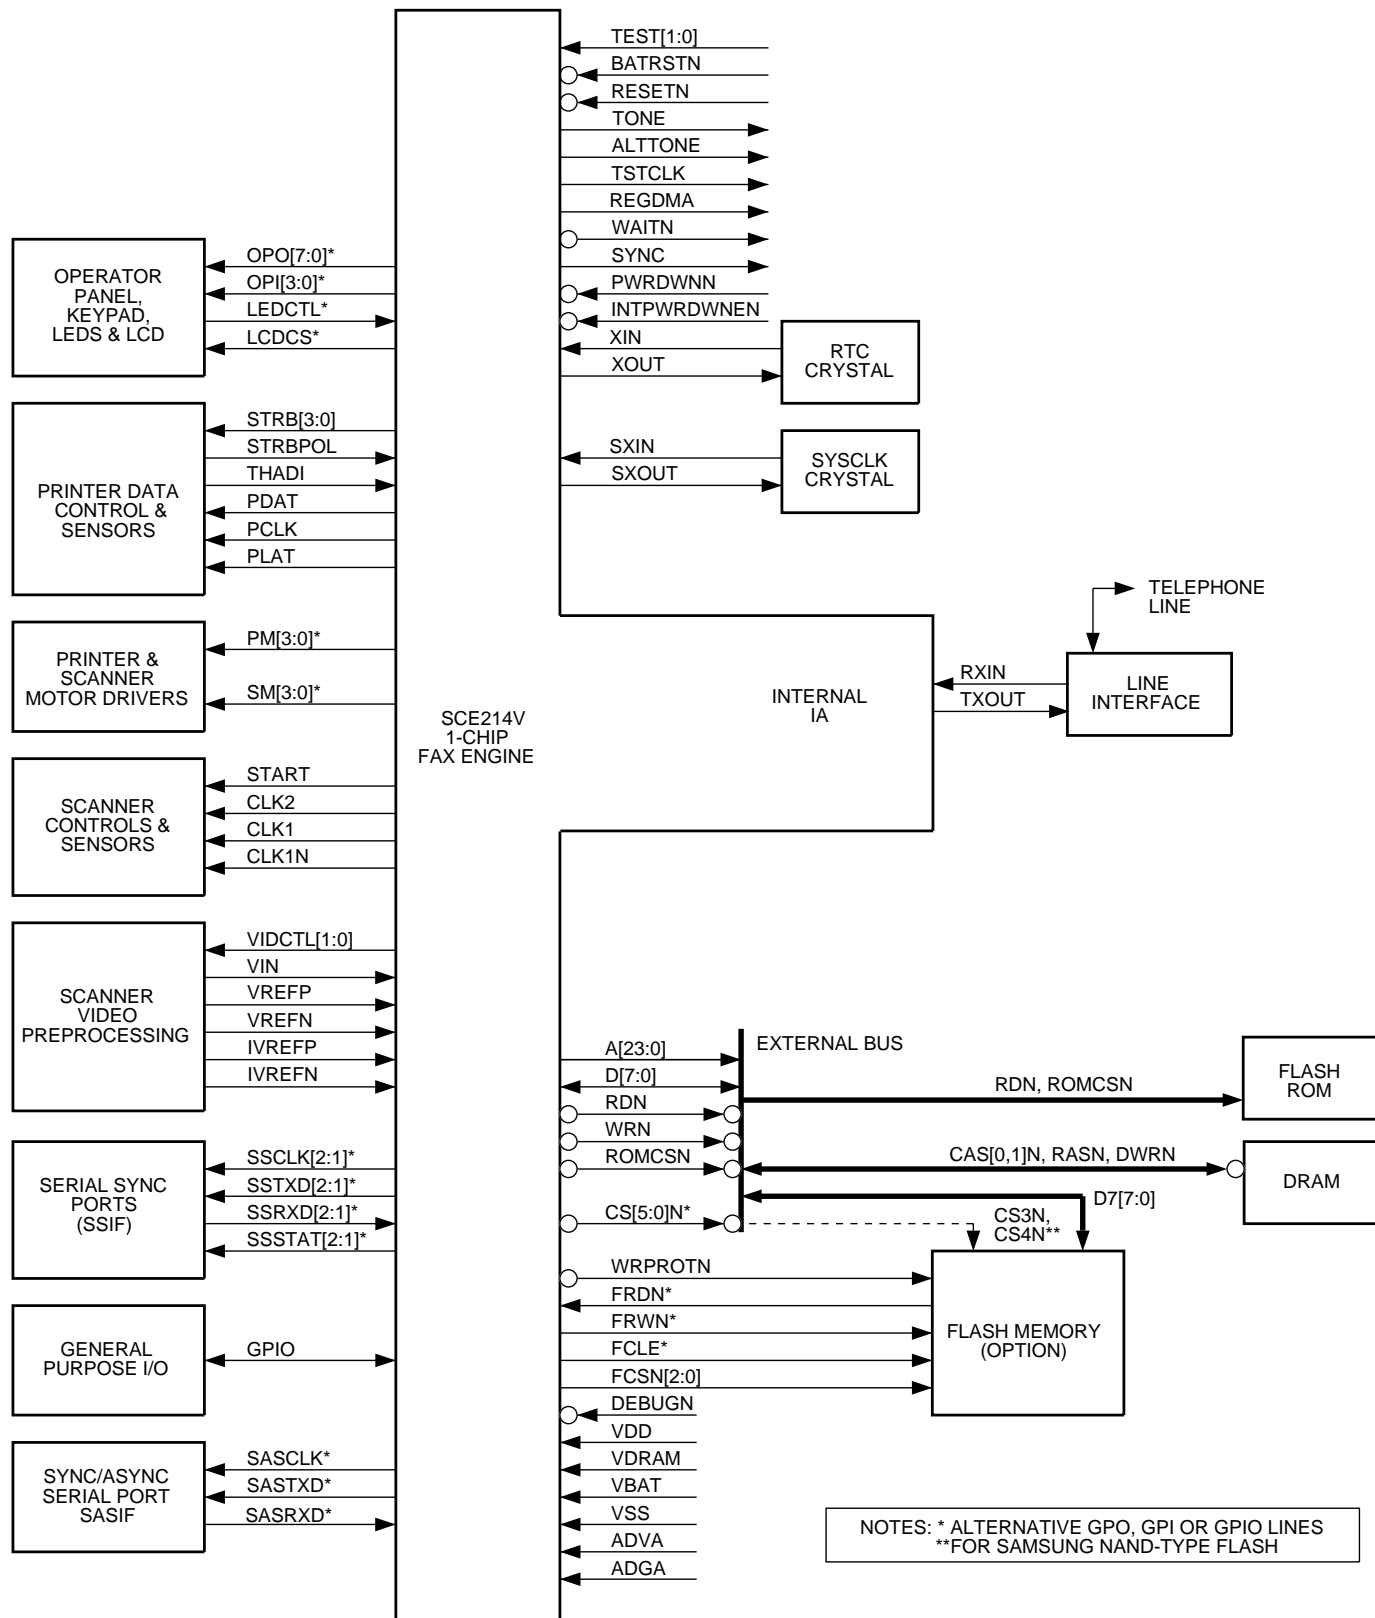 TEST[1:0]
BATRSTN
RESETN
TONE
ALTTONE
TSTCLK
REGDMA
WAITN
SYNC
PWRDWNN
INTPWRDWNEN
XIN
XOUT
RTC
CRYSTAL
SXIN
SXOUT
SYSCLK
CRYSTAL
OPERATOR
PANEL,
KEYPAD,
LEDS & LCD
OPO[7:0]*
OPI[3:0]*
LEDCTL*
LCDCS*
PRINTER DATA
CONTROL &
SENSORS
STRB[3:0]
STRBPOL
THADI
PDAT
PCLK
PLAT
PRINTER &
SCANNER
MOTOR DRIVERS
PM[3:0]*
SM[3:0]*
SCE214V
1-CHIP
FAX ENGINE
INTERNAL
IA
RXIN
TXOUT
LINE
INTERFACE
TELEPHONE
LINE
SCANNER
CONTROLS &
SENSORS
START
CLK2
CLK1
CLK1N
SCANNER
VIDEO
PREPROCESSING
VIDCTL[1:0]
VIN
VREFP
VREFN
IVREFP
IVREFN
SERIAL SYNC
PORTS
(SSIF)
SSCLK[2:1]*
SSTXD[2:1]*
SSRXD[2:1]*
SSSTAT[2:1]*
GENERAL
PURPOSE I/O
GPIO
SYNC/ASYNC
SERIAL PORT
SASIF
SASCLK*
SASTXD*
SASRXD*
A[23:0]
D[7:0]
RDN
WRN
ROMCSN
CS[5:0]N*
EXTERNAL BUS
RDN, ROMCSN
FLASH
ROM
CAS[0,1]N, RASN, DWRN
DRAM
D7[7:0]
CS3N,
CS4N**
WRPROTN
FRDN*
FRWN*
FCLE*
FCSN[2:0]
FLASH MEMORY
(OPTION)
DEBUGN
VDD
VDRAM
VBAT
VSS
ADVA
ADGA
NOTES: * ALTERNATIVE GPO, GPI OR GPIO LINES
**FOR SAMSUNG NAND-TYPE FLASH